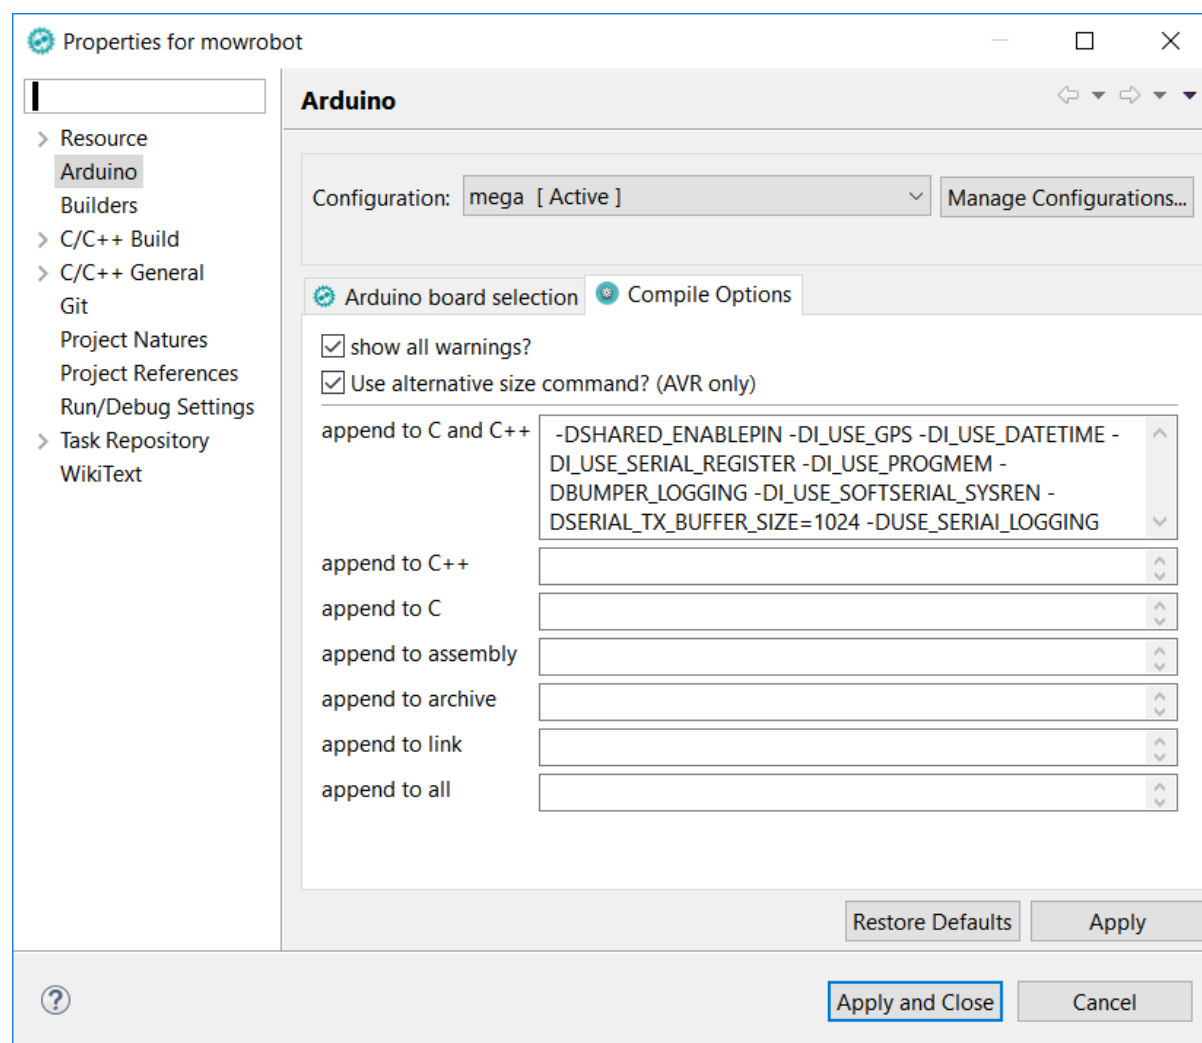 Properties for mowrobot
Arduino
Resource
Arduino
Builders
C/C++ Build
C/C++ General
Git
Project Natures
Project References
Run/Debug Settings
Task Repository
WikiText
Configuration: mega [ Active ] Manage Configurations...
Arduino board selection Compile Options
show all warnings?
Use alternative size command? (AVR only)
append to C and C++ -DSHARED_ENABLEPIN -DI_USE_GPS -DI_USE_DATETIME -
DI_USE_SERIAL_REGISTER -DI_USE_PROGMEM -
DBUMPER_LOGGING -DI_USE_SOFTSERIAL_SYSREN -
DSERIAL_TX_BUFFER_SIZE=1024 -DUSE_SERIAI_LOGGING
append to C++
append to C
append to assembly
append to archive
append to link
append to all
Restore Defaults Apply
? Apply and Close Cancel